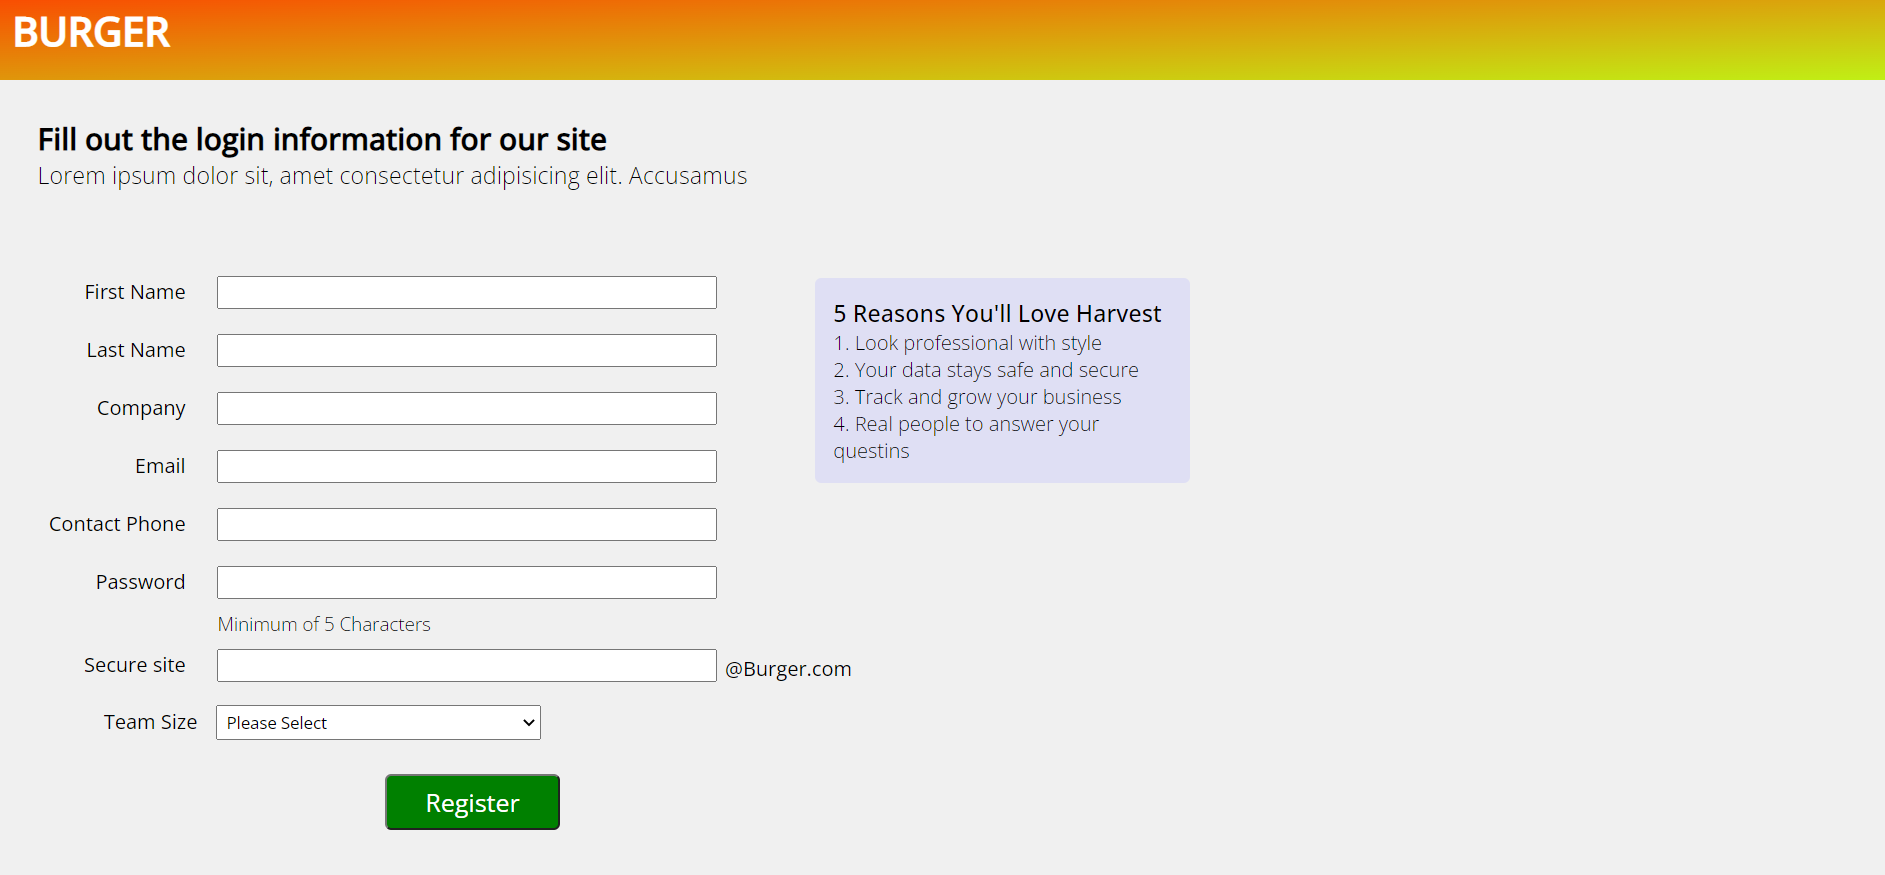 BURGER
Fill out the login information for our site
Lorem ipsum dolor sit, amet consectetur adipisicing elit. Accusamus
First Name
Last Name
Company
Email
Contact Phone
Password
Minimum of 5 Characters
Secure site
@Burger.com
Team Size
Please Select
Register
5 Reasons You'll Love Harvest
1. Look professional with style
2. Your data stays safe and secure
3. Track and grow your business
4. Real people to answer your
questins